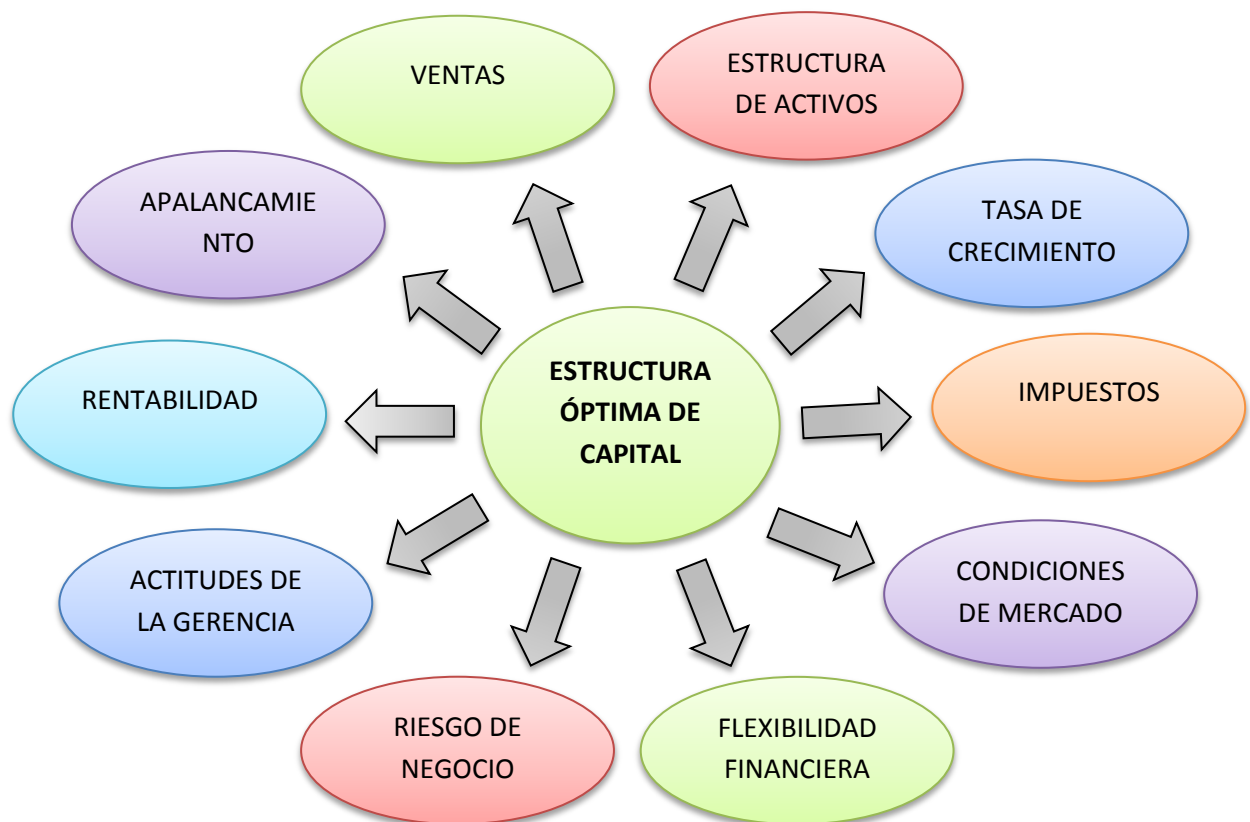 VENTAS
ESTRUCTURA
DE ACTIVOS
APALANCAMIE
NTO
TASA DE
CRECIMIENTO
ESTRUCTURA
ÓPTIMA DE
CAPITAL
RENTABILIDAD
IMPUESTOS
ACTITUDES DE
LA GERENCIA
CONDICIONES
DE MERCADO
RIESGO DE
NEGOCIO
FLEXIBILIDAD
FINANCIERA